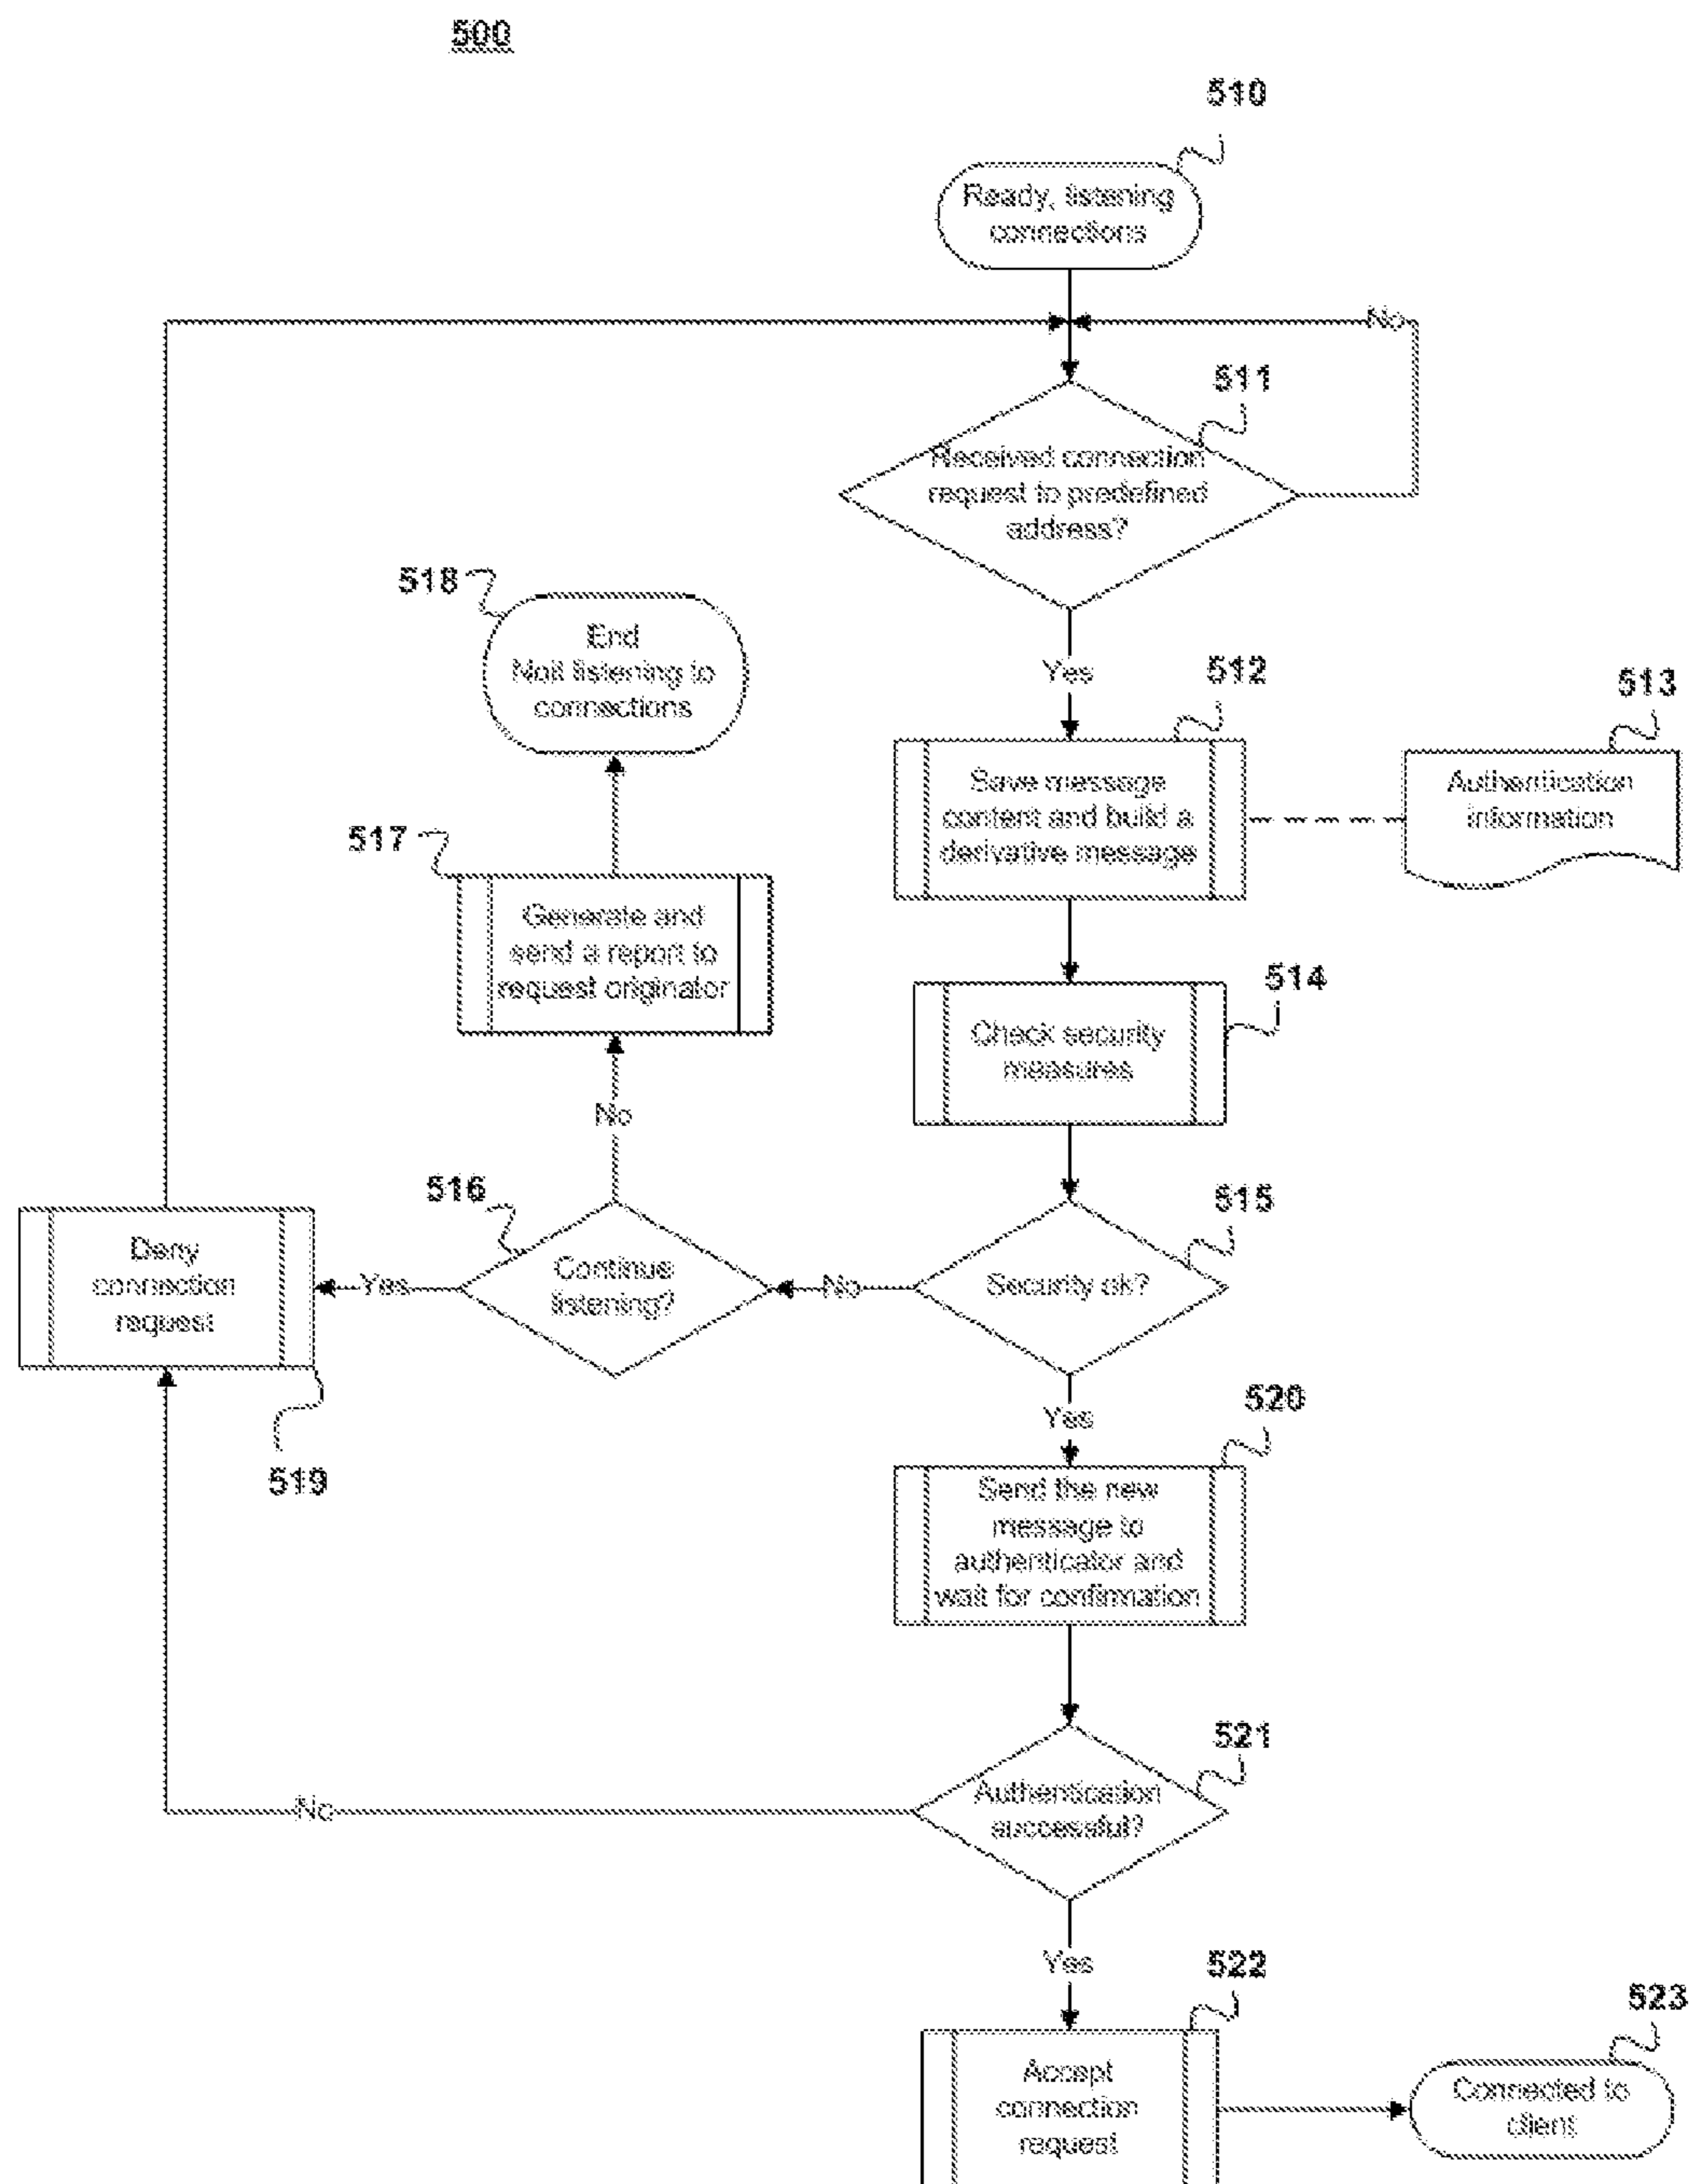 500
510
Ready, listening
connections
No
511
Received connection
request to predefined
address?
518
End
Noit listening to
connections
Yes
512
513
Save message
content and build a
derivative message
Authentication
information
517
Generate and
send a report to
request originator
514
Check security
measures
No
516
515
Deny
connection
request
Yes
Continue
listening?
No
Security ok?
519
Yes
520
Send the new
message to
authenticator and
wait for confirmation
521
Authentication
successful?
No
Yes
522
523
Accept
connection
request
Connected to
client